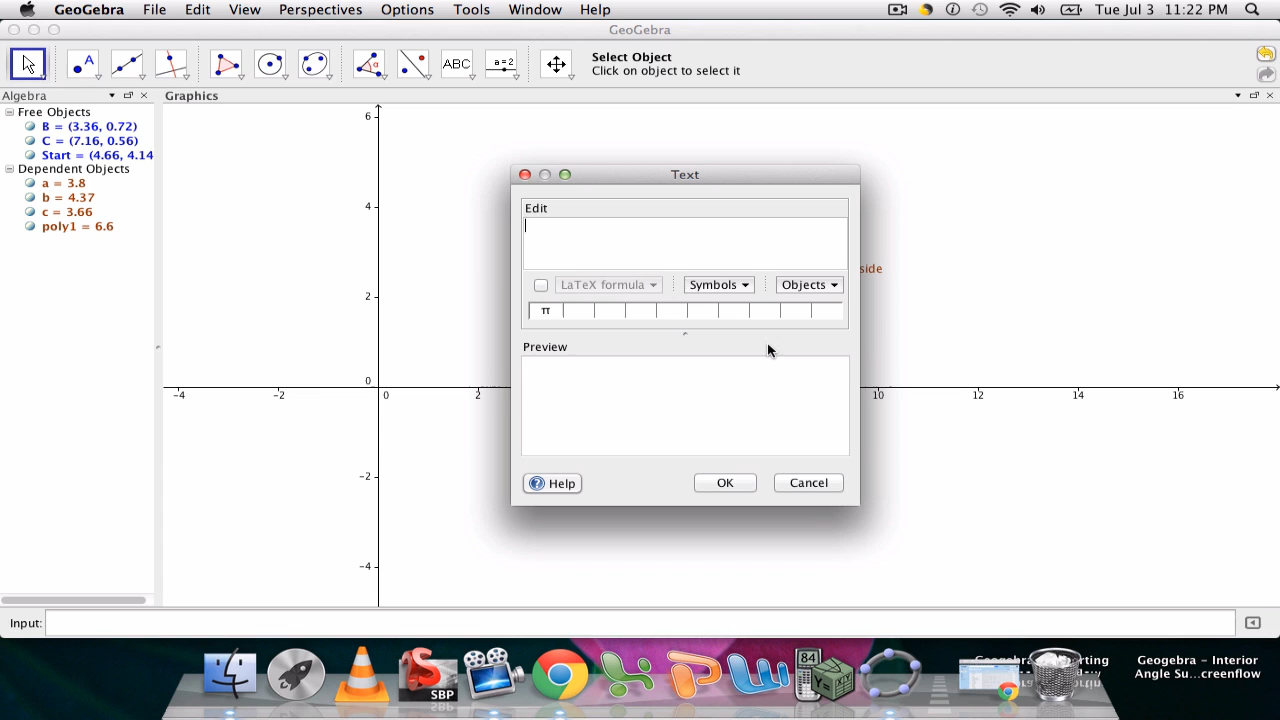 GeoGebra File Edit View Perspectives Options Tools Window Help Tue Jul 3 11:22 PM
GeoGebra
A ABC a=2 Select Object
Click on object to select it
Algebra Graphics
Free Objects
B = (3.36, 0.72)
C = (7.16, 0.56)
Start = (4.66, 4.14
Dependent Objects
a = 3.8
b = 4.37
c = 3.66
poly1 = 6.6
6
4
2
0
-2
-4
-4 -2 0 2 10 12 14 16
side
Text
Edit
LaTeX formula Symbols Objects
π
Preview
Help OK Cancel
Input:
SBP
84
Geogebra - Interior
Angle Su...creenflow